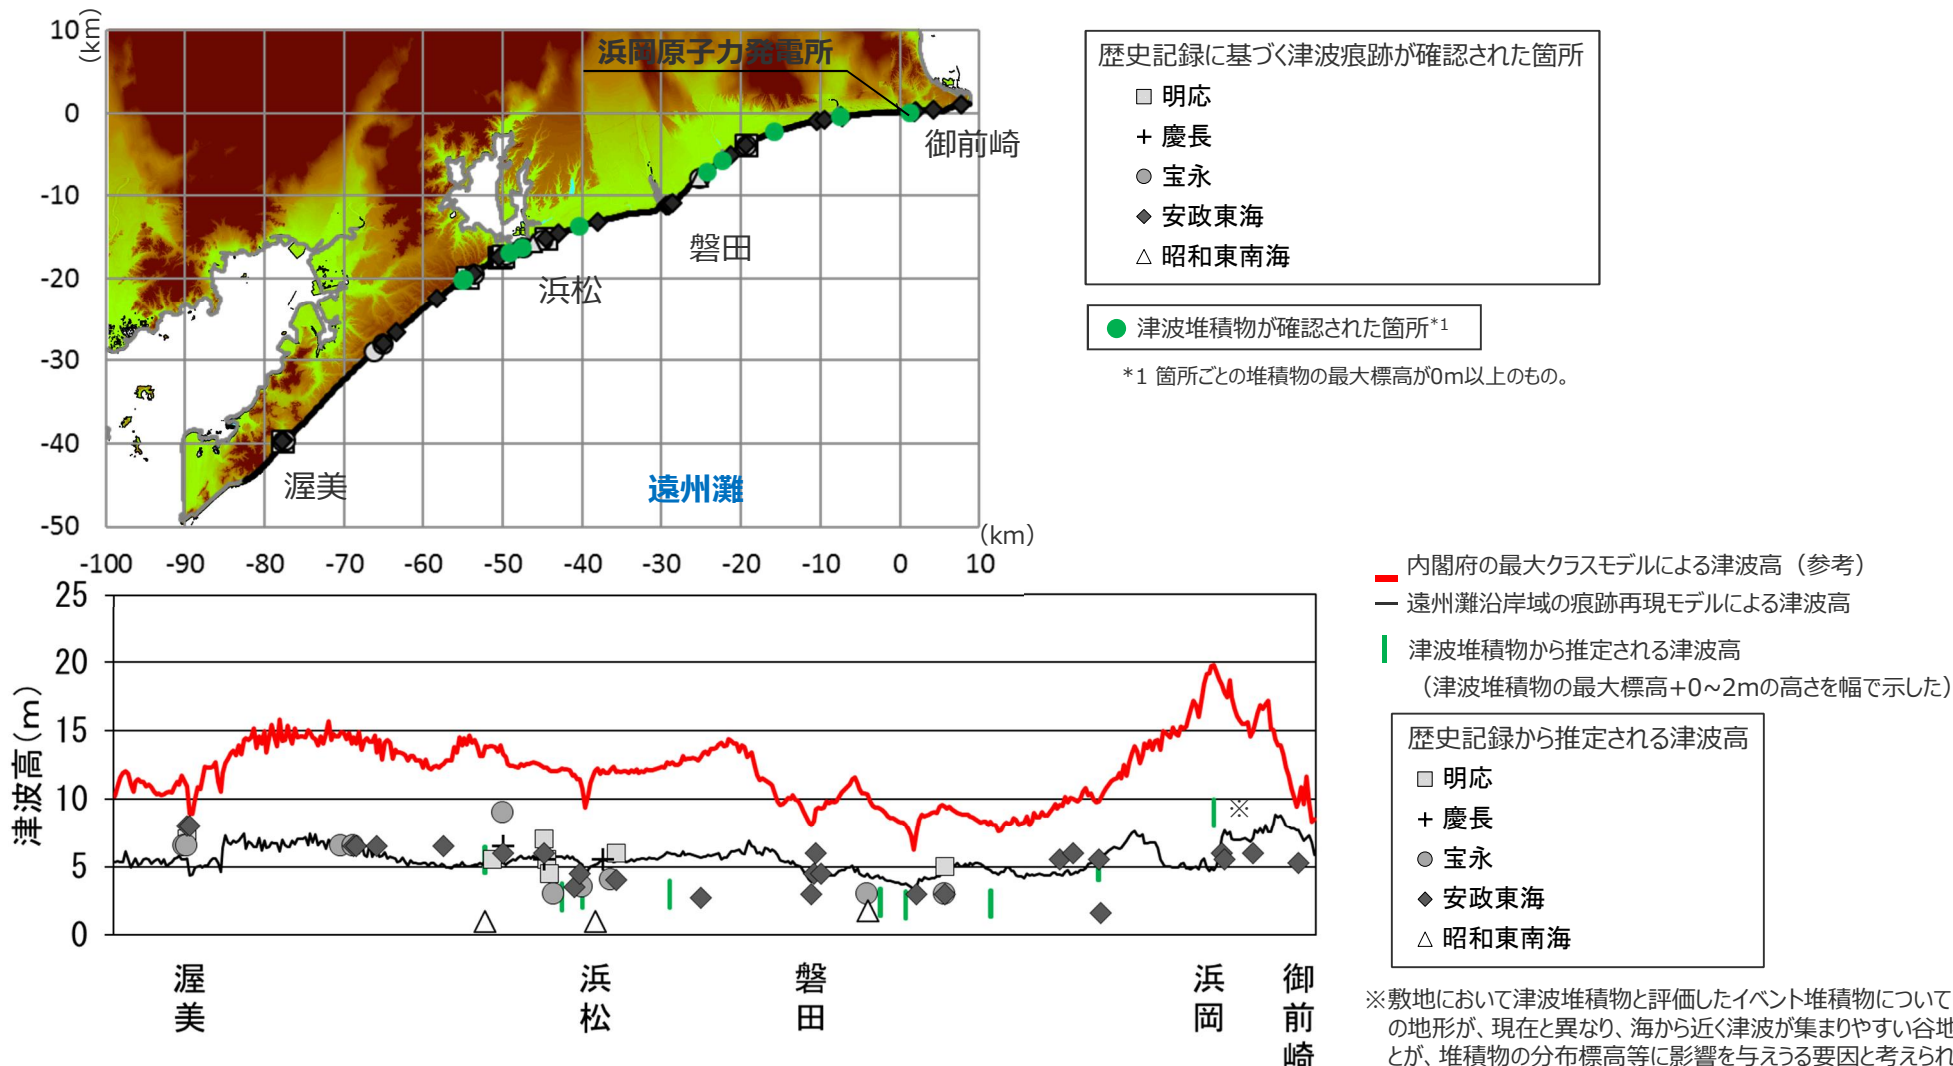 10
(km)
0
-10
-20
-30
-40
-50
-100 -90 -80 -70 -60 -50 -40 -30 -20 -10 0 10
(km)
浜岡原子力発電所
御前崎
磐田
浜松
渥美
遠州灘
歴史記録に基づく津波痕跡が確認された箇所
□ 明応
+ 慶長
○ 宝永
◆ 安政東海
△ 昭和東南海
● 津波堆積物が確認された箇所*1
*1 箇所ごとの堆積物の最大標高が0m以上のもの。
25
20
15
10
5
0
津波高(m)
※
渥美
浜松
磐田
浜岡
御前崎
内閣府の最大クラスモデルによる津波高（参考）
遠州灘沿岸域の痕跡再現モデルによる津波高
津波堆積物から推定される津波高
（津波堆積物の最大標高+0~2mの高さを幅で示した）
歴史記録から推定される津波高
□ 明応
+ 慶長
○ 宝永
◆ 安政東海
△ 昭和東南海
※敷地において津波堆積物と評価したイベント堆積物について
の地形が、現在と異なり、海から近く津波が集まりやすい谷地
とが、堆積物の分布標高等に影響を与えうる要因と考えられ